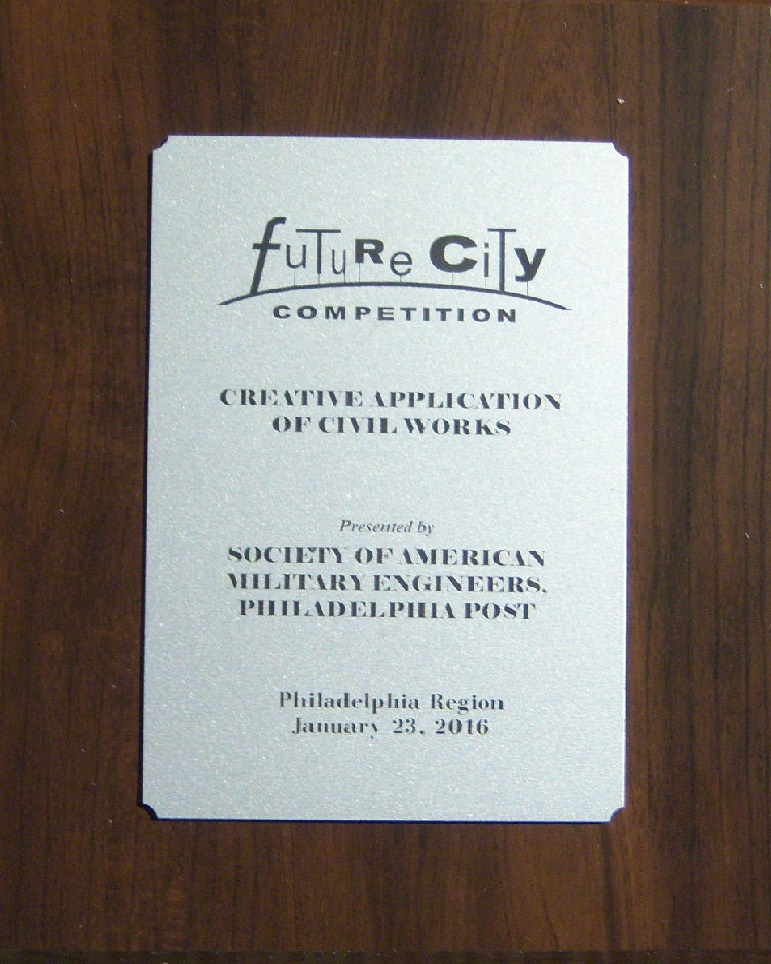 fuTuRe CiTy
COMPETITION
CREATIVE APPLICATION
OF CIVIL WORKS
Presented by
SOCIETY OF AMERICAN
MILITARY ENGINEERS,
PHILADELPHIA POST
Philadelphia Region
January 23, 2016